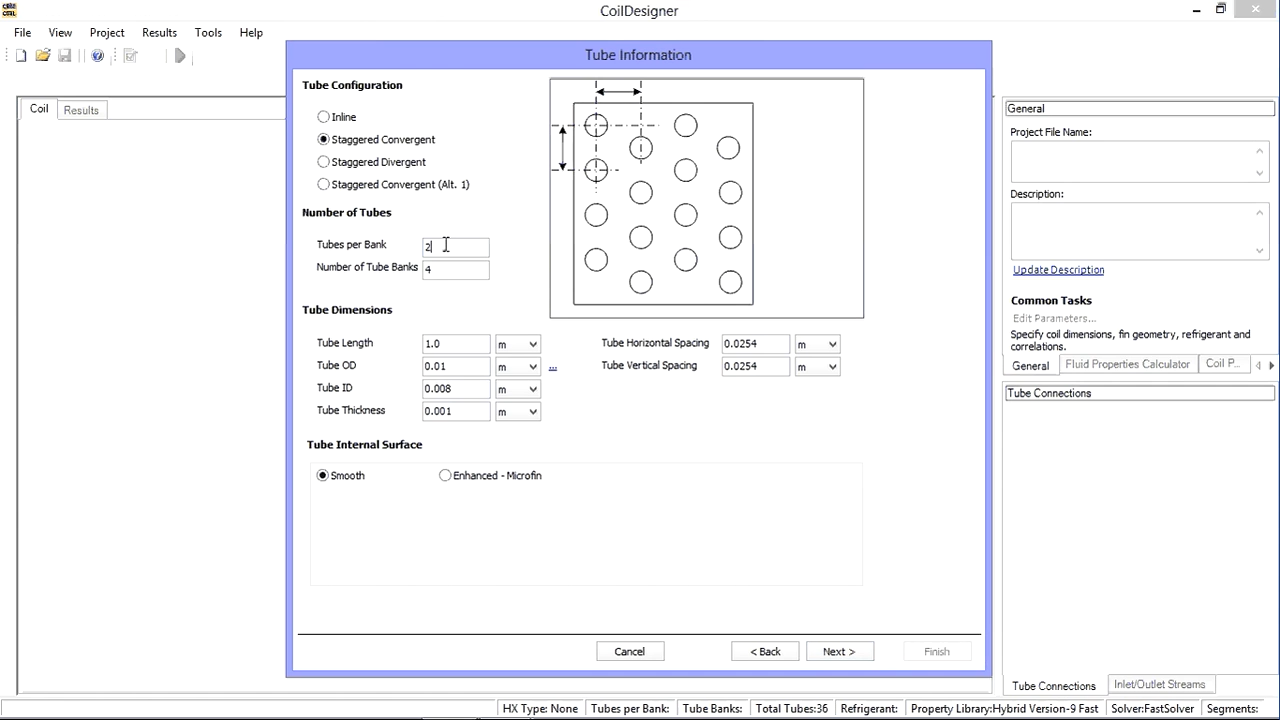 CoilDesigner
File View Project Results Tools Help
Tube Information
Coil Results
Tube Configuration
Inline
Staggered Convergent
Staggered Divergent
Staggered Convergent (Alt. 1)
Number of Tubes
Tubes per Bank 2
Number of Tube Banks 4
Tube Dimensions
Tube Length 1.0 m Tube Horizontal Spacing 0.0254 m
Tube OD 0.01 m ... Tube Vertical Spacing 0.0254 m
Tube ID 0.008 m
Tube Thickness 0.001 m
Tube Internal Surface
Smooth Enhanced - Microfin
Cancel < Back Next > Finish
General
Project File Name:
Description:
Update Description
Common Tasks
Edit Parameters...
Specify coil dimensions, fin geometry, refrigerant and
correlations.
General Fluid Properties Calculator Coil P...
Tube Connections
Tube Connections Inlet/Outlet Streams
HX Type: None Tubes per Bank: Tube Banks: Total Tubes:36 Refrigerant: Property Library:Hybrid Version-9 Fast Solver:FastSolver Segments: